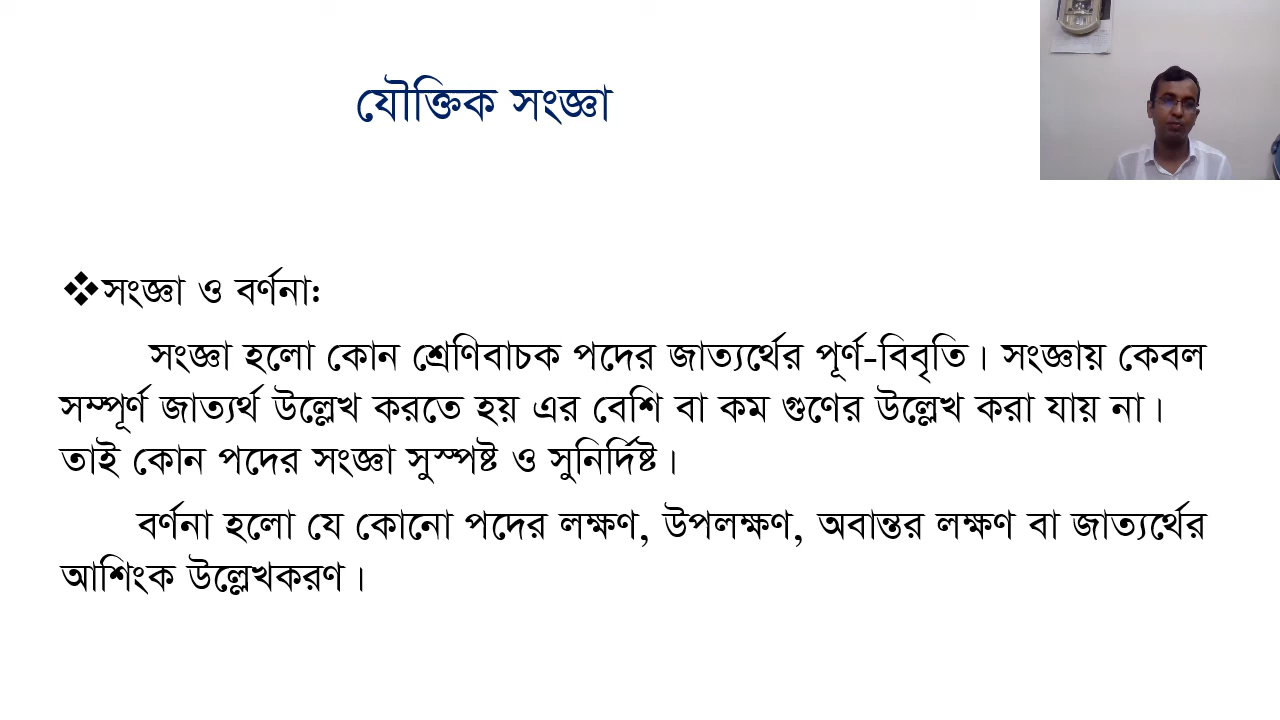 যৌক্তিক সংজ্ঞা
❖সংজ্ঞা ও বর্ণনা:
সংজ্ঞা হলো কোন শ্রেণিবাচক পদের জাত্যর্থের পূর্ণ-বিবৃতি। সংজ্ঞায় কেবল
সম্পূর্ণ জাত্যর্থ উল্লেখ করতে হয় এর বেশি বা কম গুণের উল্লেখ করা যায় না।
তাই কোন পদের সংজ্ঞা সুস্পষ্ট ও সুনির্দিষ্ট।
বর্ণনা হলো যে কোনো পদের লক্ষণ, উপলক্ষণ, অবান্তর লক্ষণ বা জাত্যর্থের
আশিংক উল্লেখকরণ।